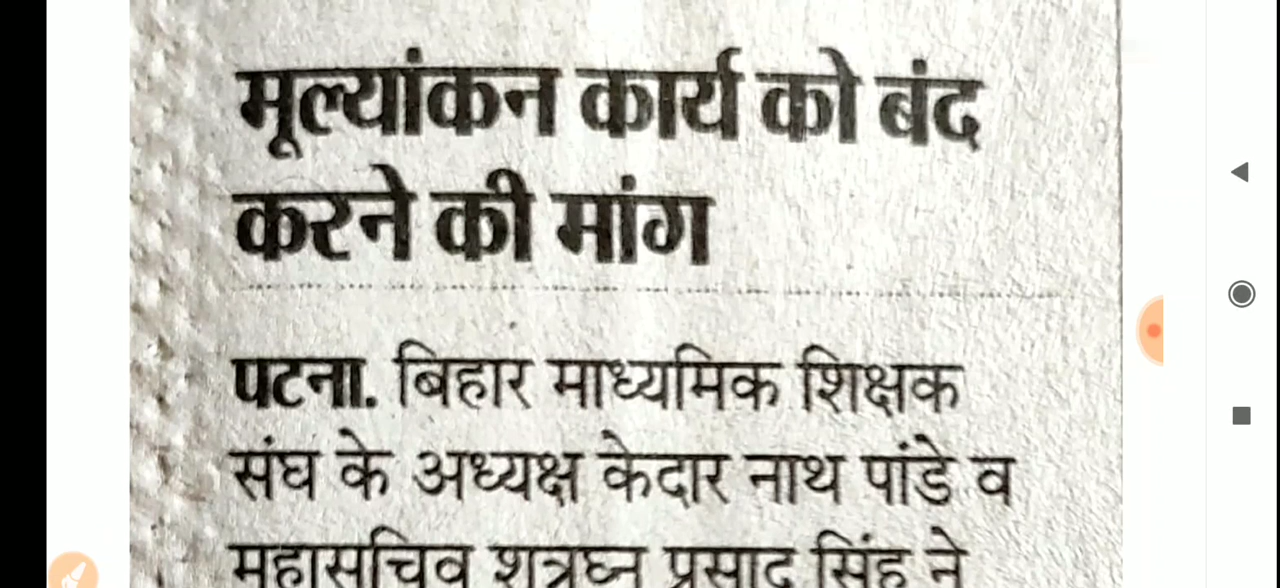 मूल्यांकन कार्य को बंद
करने की मांग
पटना. बिहार माध्यमिक शिक्षक
संघ के अध्यक्ष केदार नाथ पांडे व
महासचिव शत्रुघ्न प्रसाद सिंह ने